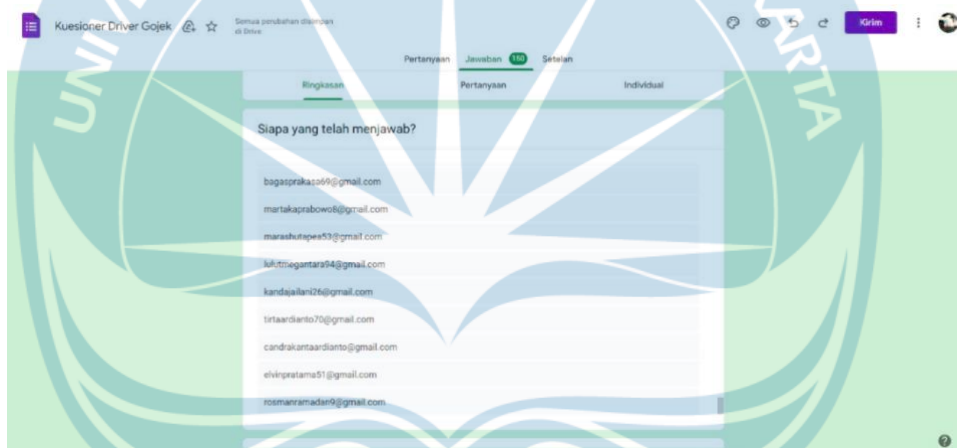 Kuesioner Driver Gojek
Semua perubahan disimpan
di Drive
Kirim
Pertanyaan Jawaban 150 Setelan
Ringkasan Pertanyaan Individual
Siapa yang telah menjawab?
bagasprakasa69@gmail.com
martakaprabowo8@gmail.com
marashutapea53@gmail.com
lulutmegantara94@gmail.com
kandajailani26@gmail.com
tirtaardianto70@gmail.com
candrakantaardianto@gmail.com
elvinpratama51@gmail.com
rosmanramadan9@gmail.com